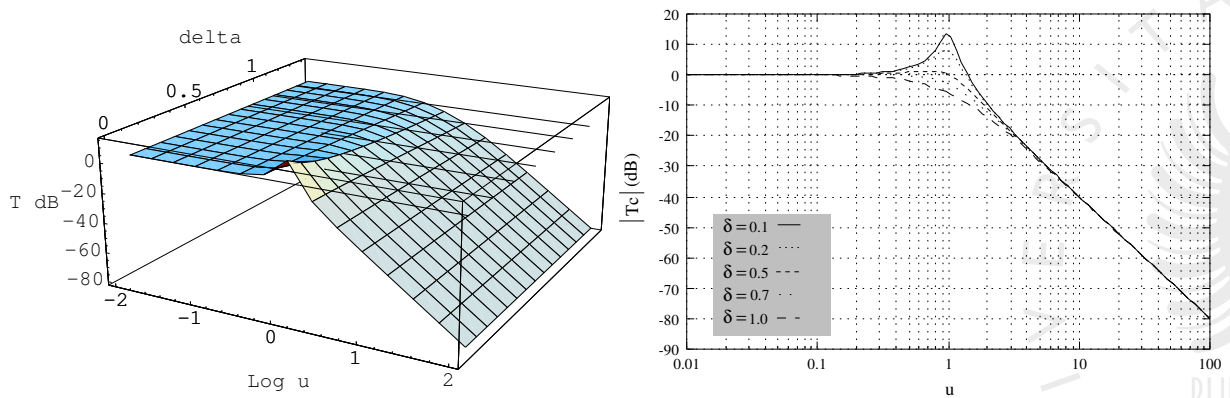 delta
1
0.5
0
0
-20
T dB
-40
-60
-80
-2
-1
0
1
2
Log u
20
10
0
-10
-20
-30
-40
-50
-60
-70
-80
-90
|Tc| (dB)
δ = 0.1
δ = 0.2
δ = 0.5
δ = 0.7
δ = 1.0
0.01
0.1
1
10
100
u
I V E R S I T A
DII